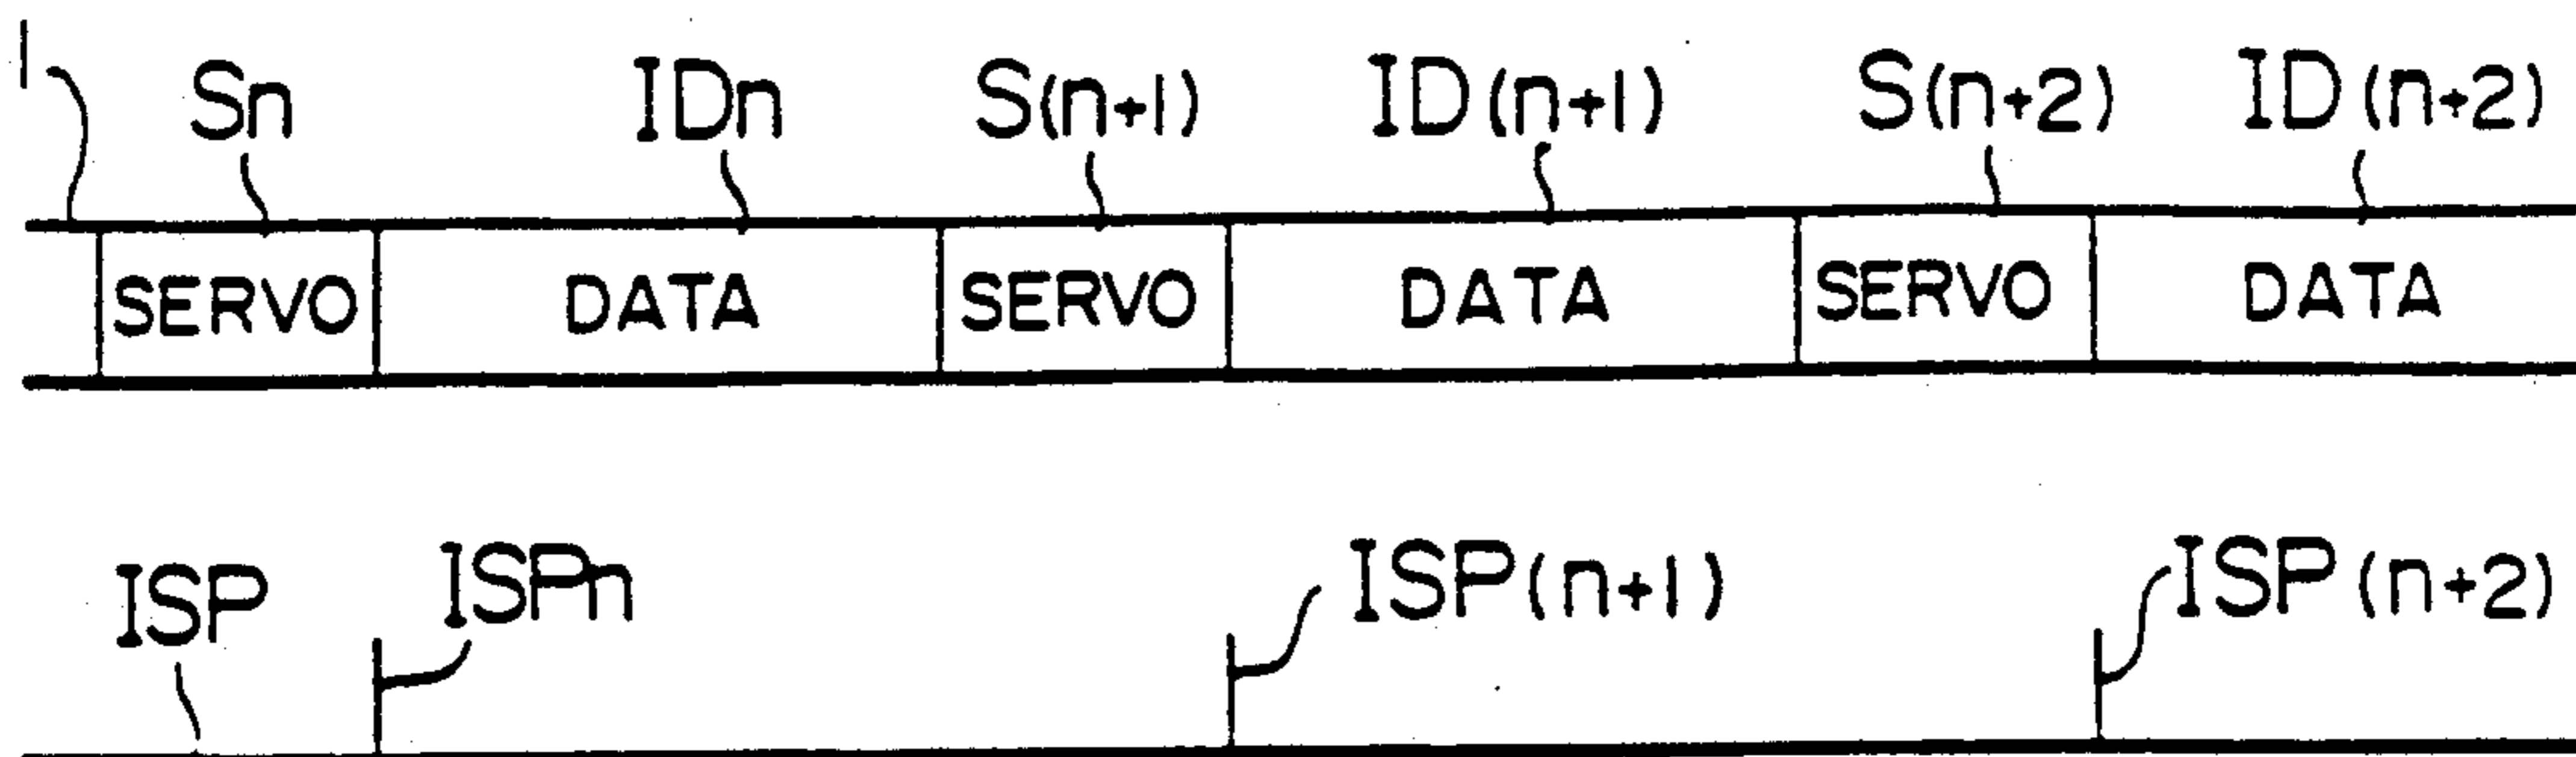 1 Sn IDn S(n+1) ID(n+1) S(n+2) ID(n+2)
SERVO DATA SERVO DATA SERVO DATA
ISP ISPn ISP(n+1) ISP(n+2)